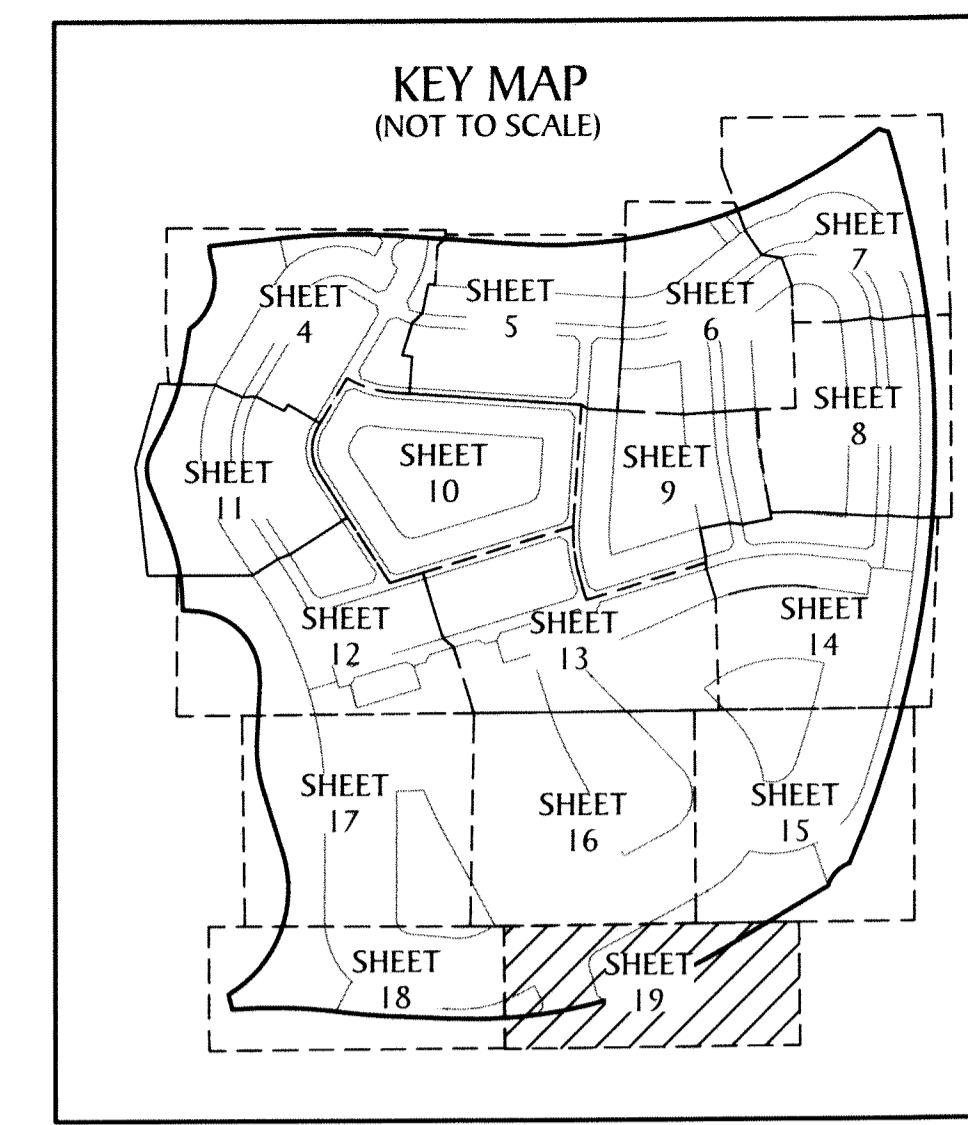 KEY MAP
(NOT TO SCALE)
SHEET
7
SHEET
4
SHEET
5
SHEET
6
SHEET
8
SHEET
11
SHEET
10
SHEET
9
SHEET
12
SHEET
13
SHEET
14
SHEET
17
SHEET
16
SHEET
15
SHEET
18
SHEET
19